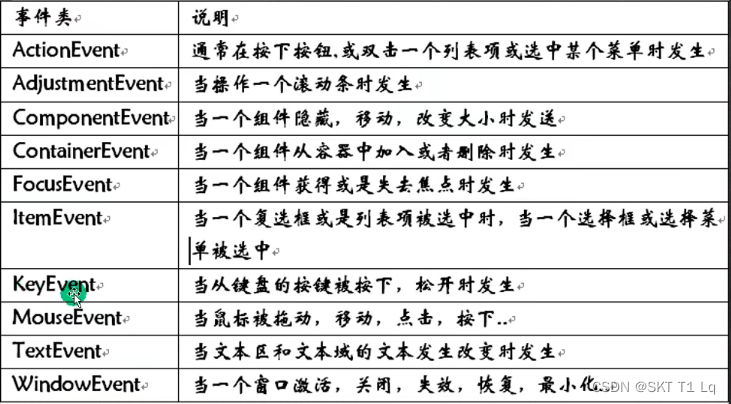 事件类 说明
ActionEvent 通常在按下按钮,或双击一个列表项或选中某个菜单时发生
AdjustmentEvent 当操作一个滚动条时发生
ComponentEvent 当一个组件隐藏，移动，改变大小时发送
ContainerEvent 当一个组件从容器中加入或者删除时发生
FocusEvent 当一个组件获得或是失去焦点时发生
ItemEvent 当一个复选框或是列表项被选中时，当一个选择框或选择菜
单被选中
KeyEvent 当从键盘的按键被按下，松开时发生
MouseEvent 当鼠标被拖动，移动，点击，按下..
TextEvent 当文本区和文本域的文本发生改变时发生
WindowEvent 当一个窗口激活，关闭，失效，恢复，最小化...
CSDN @SKT T1 Lq